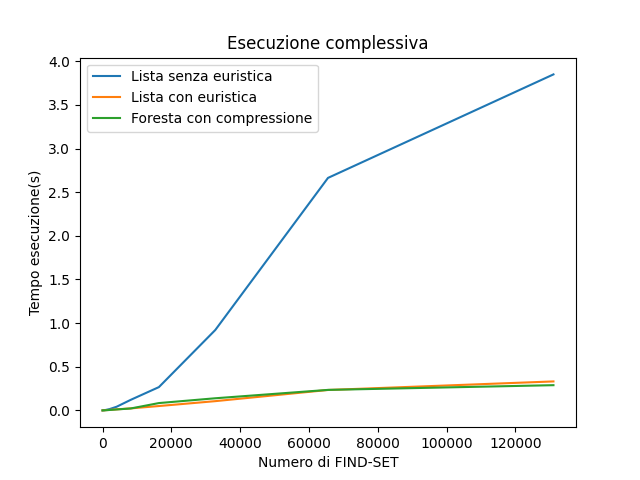 Esecuzione complessiva
Lista senza euristica
Lista con euristica
Foresta con compressione
Tempo esecuzione(s)
4.0
3.5
3.0
2.5
2.0
1.5
1.0
0.5
0.0
0 20000 40000 60000 80000 100000 120000
Numero di FIND-SET